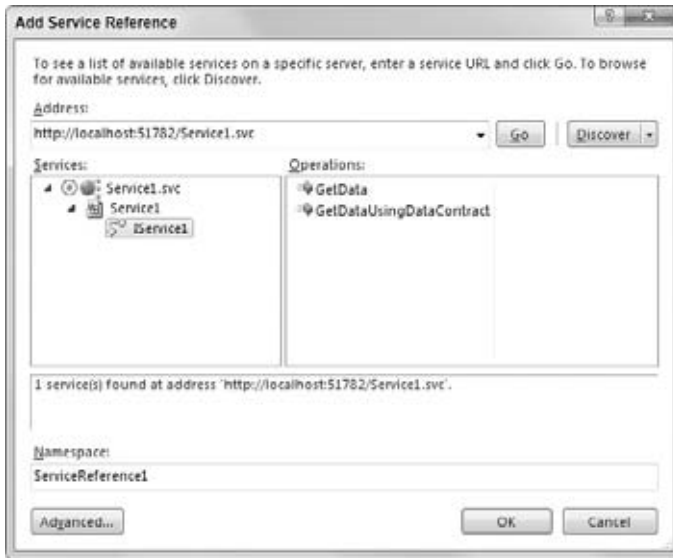 Add Service Reference
To see a list of available services on a specific server, enter a service URL and click Go. To browse
for available services, click Discover.
Address:
http://localhost:51782/Service1.svc
Go
Discover
Services:
Operations:
Service1.svc
Service1
IService1
GetData
GetDataUsingDataContract
1 service(s) found at address 'http://localhost:51782/Service1.svc'.
Namespace:
ServiceReference1
Advanced...
OK
Cancel